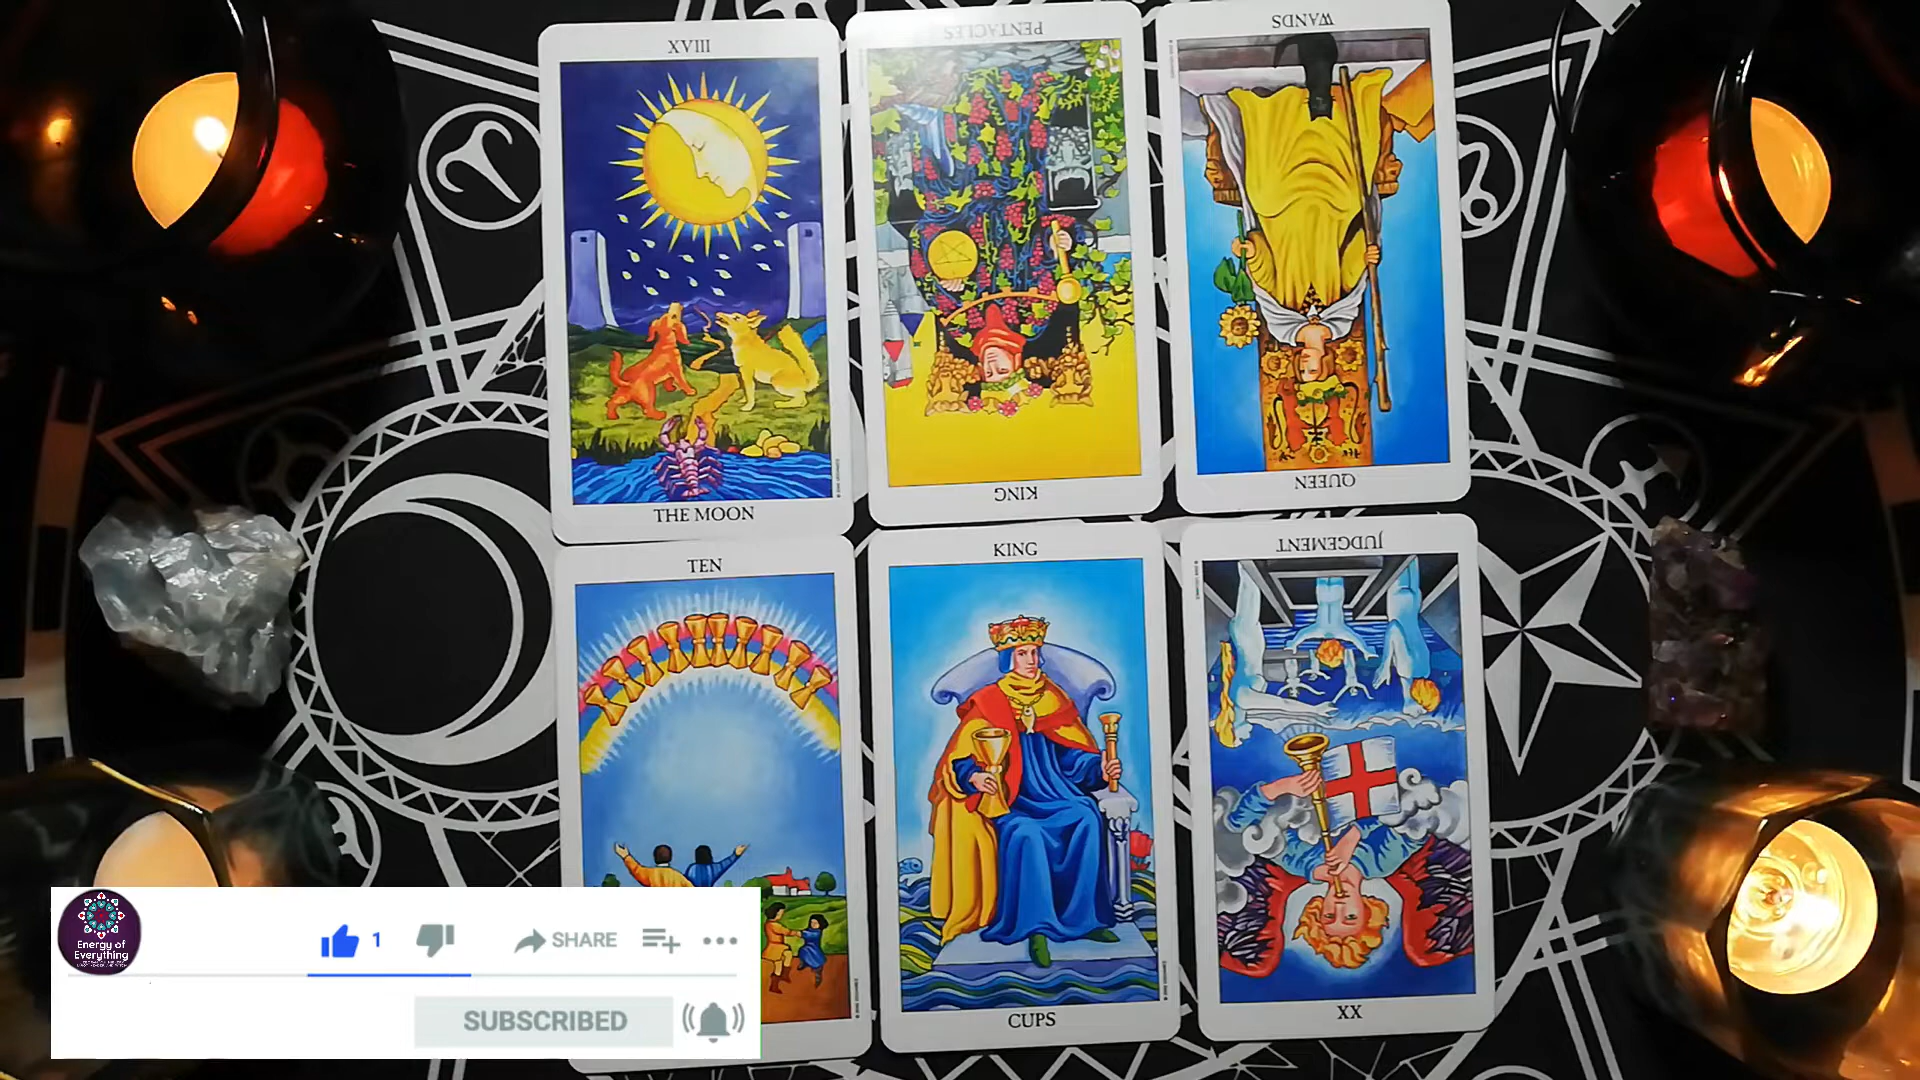 XVIII
THE MOON
PENTACLES
KING
WANDS
QUEEN
TEN
KING
CUPS
JUDGEMENT
XX
Energy of
Everything
1
SHARE
SUBSCRIBED